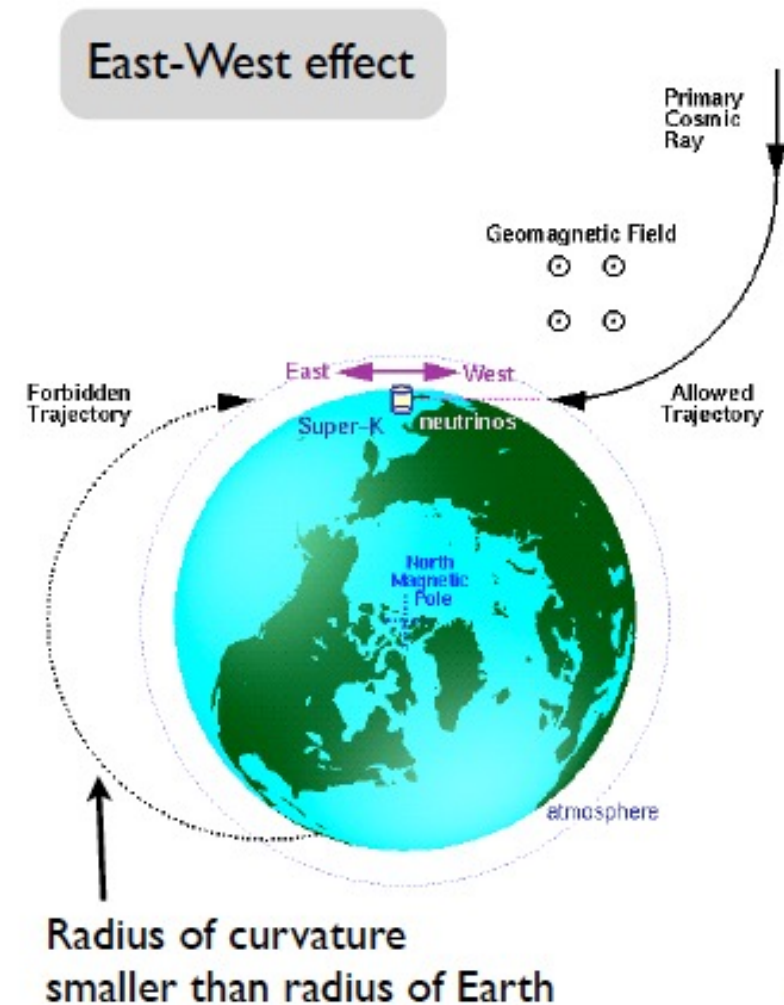 East-West effect
Primary
Cosmic
Ray
Geomagnetic Field
East West
Forbidden
Trajectory
Allowed
Trajectory
Super-K neutrinos
North
Magnetic
Pole
atmosphere
Radius of curvature
smaller than radius of Earth